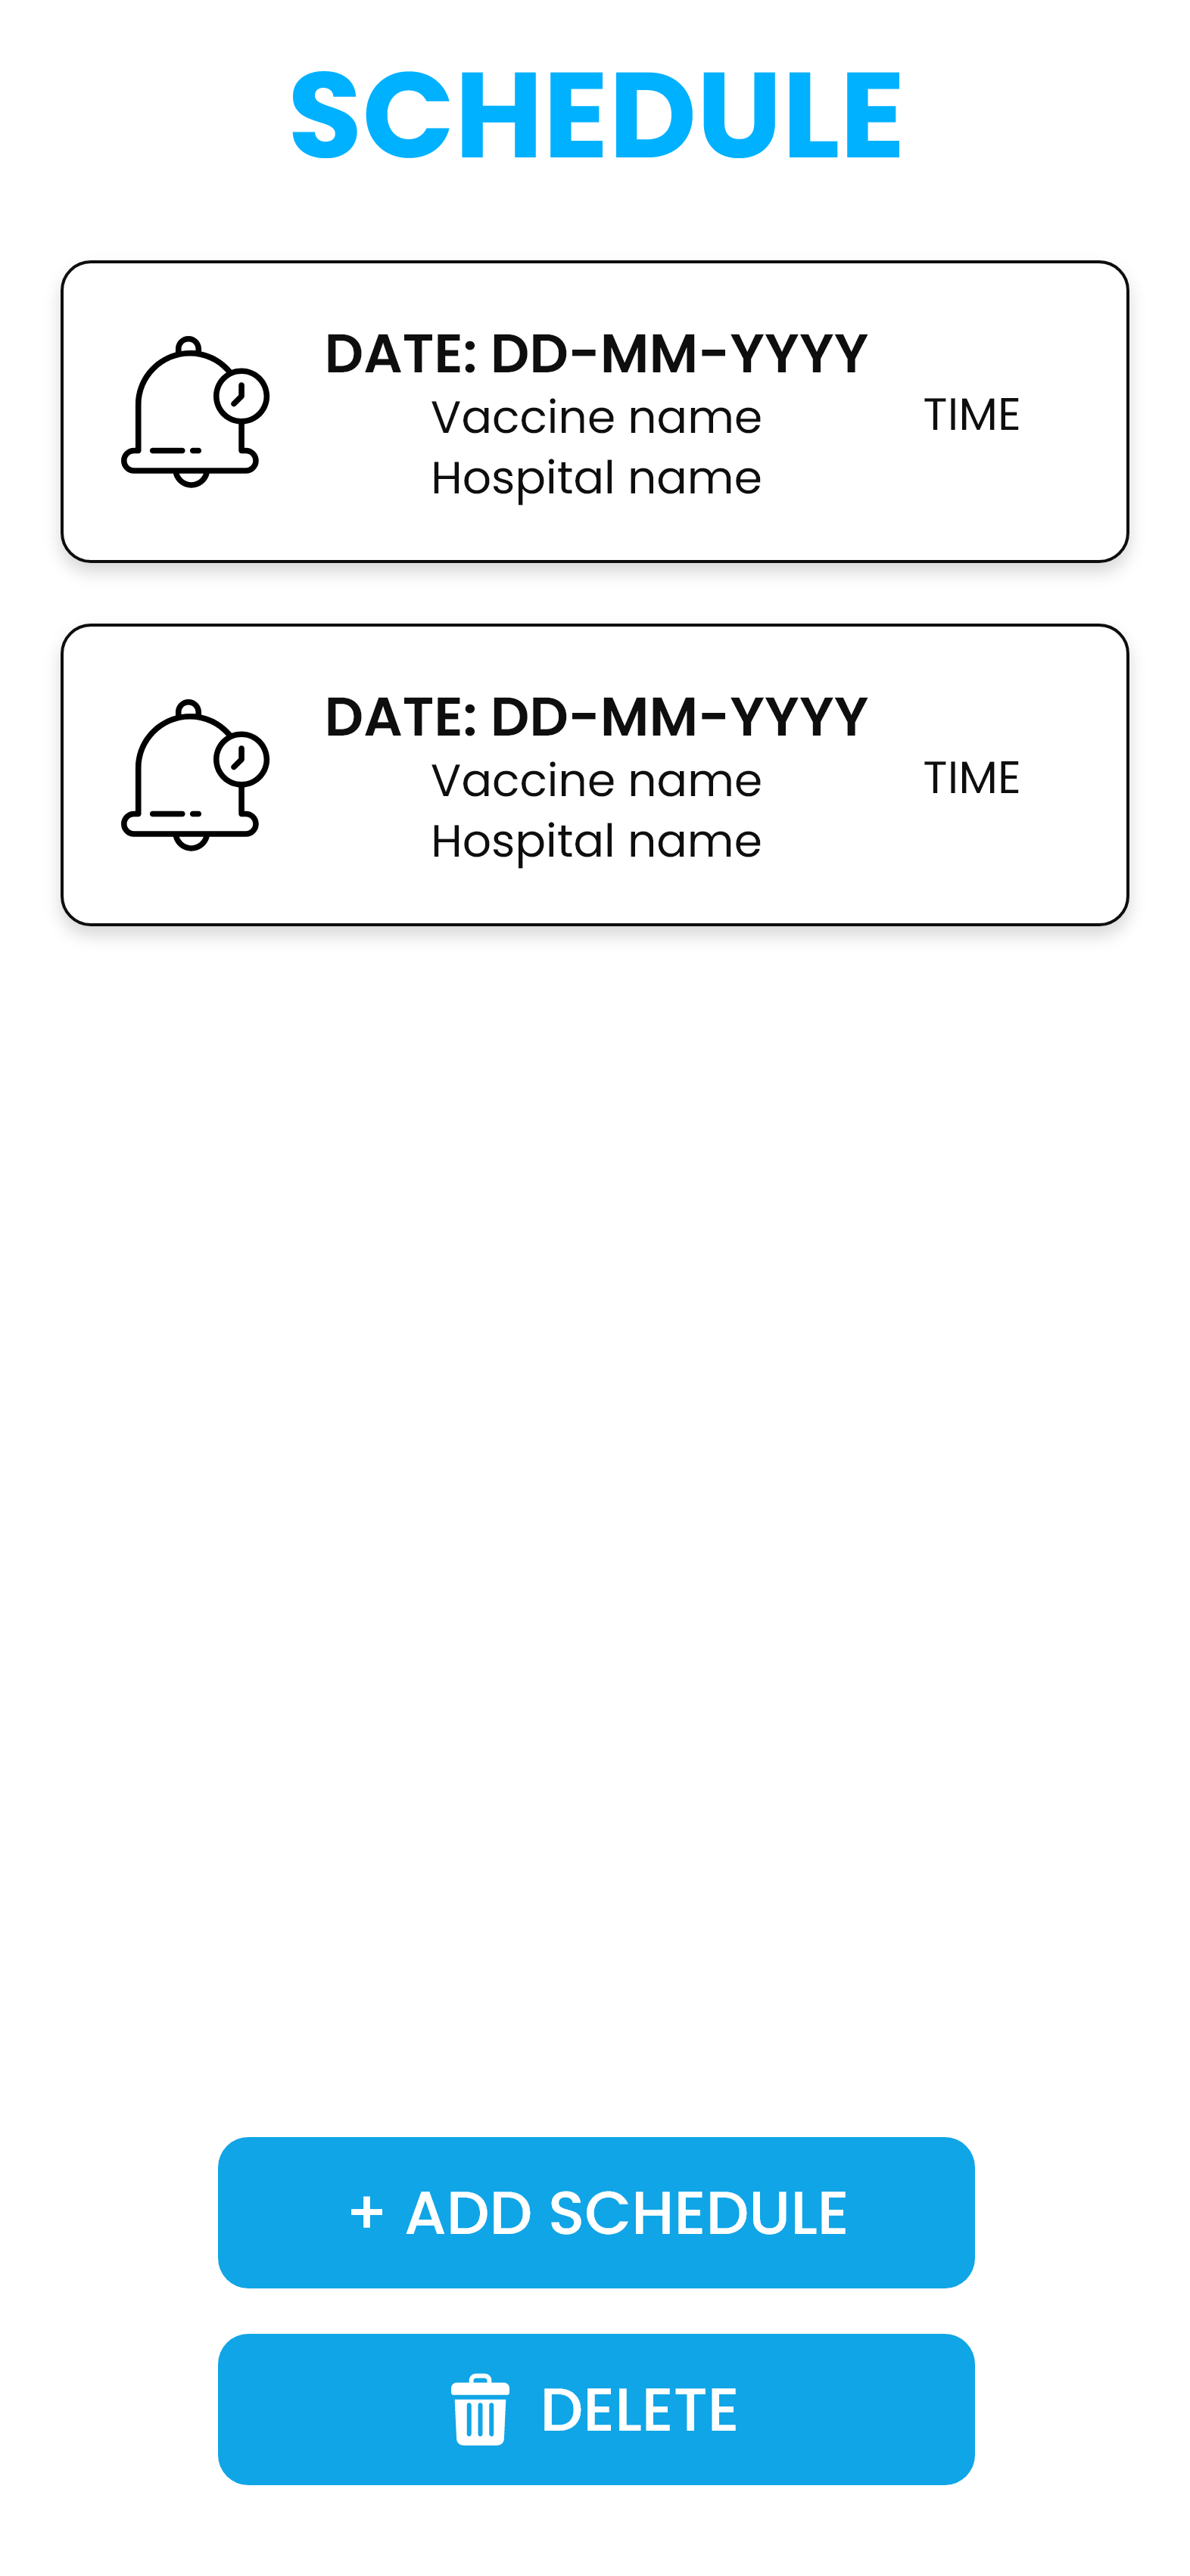 SCHEDULE
DATE: DD-MM-YYYY
Vaccine name
Hospital name
TIME
DATE: DD-MM-YYYY
Vaccine name
Hospital name
TIME
+ ADD SCHEDULE
DELETE